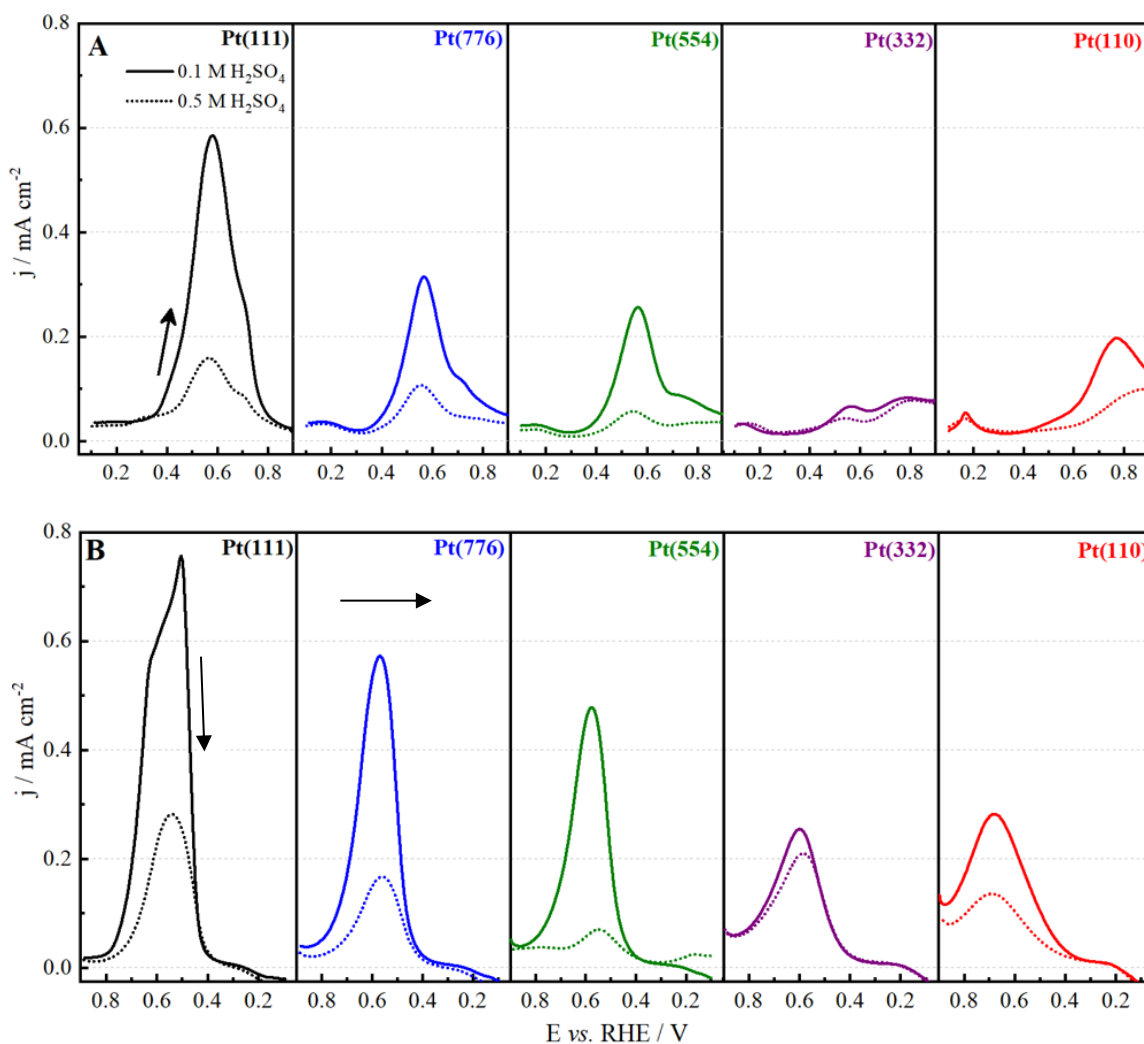 A
Pt(111)
Pt(776)
Pt(554)
Pt(332)
Pt(110)
0.1 M H₂SO₄
0.5 M H₂SO₄
j / mA cm⁻²
0.8
0.6
0.4
0.2
0.0
0.2 0.4 0.6 0.8
0.2 0.4 0.6 0.8
0.2 0.4 0.6 0.8
0.2 0.4 0.6 0.8
0.2 0.4 0.6 0.8
B
Pt(111)
Pt(776)
Pt(554)
Pt(332)
Pt(110)
j / mA cm⁻²
0.8
0.6
0.4
0.2
0.0
0.8 0.6 0.4 0.2
0.8 0.6 0.4 0.2
0.8 0.6 0.4 0.2
0.8 0.6 0.4 0.2
0.8 0.6 0.4 0.2
E vs. RHE / V